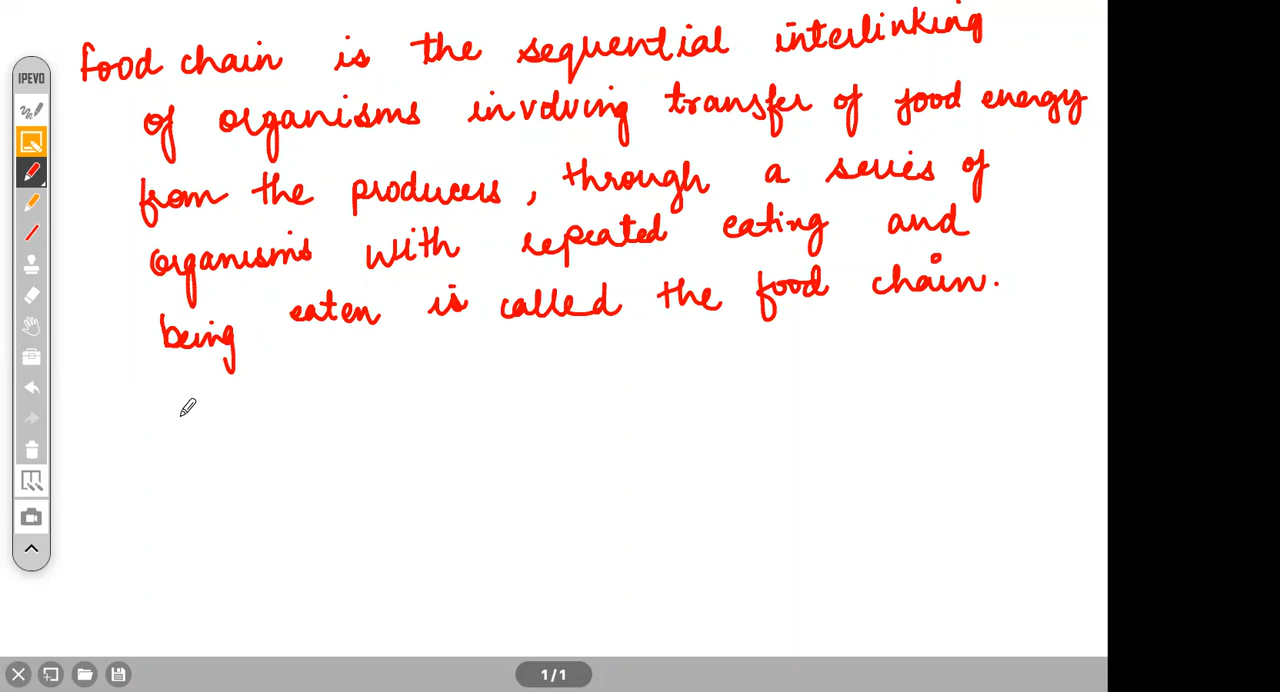 IPEVO
food chain is the sequential interlinking
of organisms involving transfer of food energy
from the producers, through a series of
organisms with repeated eating and
being eaten is called the food chain.
1/1